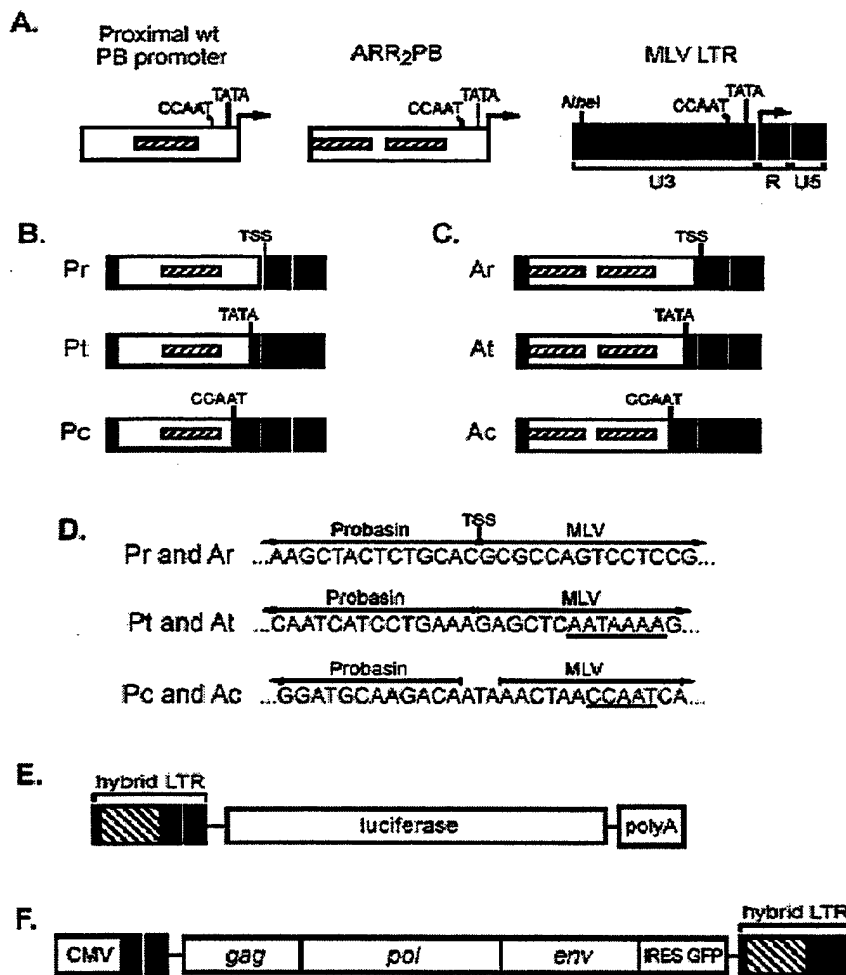 A.
Proximal wt
PB promoter
CCAAT TATA
ARR2PB
CCAAT TATA
MLV LTR
NheI CCAAT TATA
U3 R U5
B.
TSS
Pr
TATA
Pt
CCAAT
Pc
C.
TSS
Ar
TATA
At
CCAAT
Ac
D.
Probasin TSS MLV
Pr and Ar ...AAGCTACTCTGCACGCGCCAGTCCTCCG...
Probasin MLV
Pt and At ...CAATCATCCTGAAAGAGCTCAATAAAAG...
Probasin MLV
Pc and Ac ...GGATGCAAGACAATAAACTAACCAATCA...
E.
hybrid LTR
luciferase polyA
F.
hybrid LTR
CMV gag pol env IRES GFP